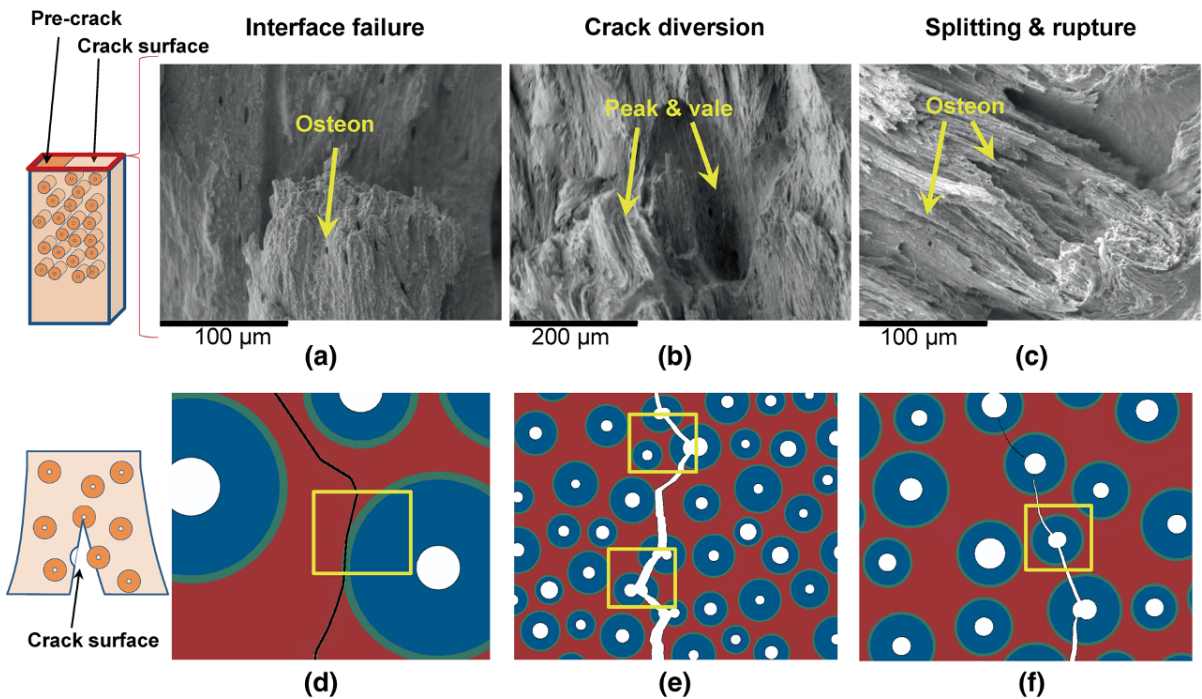 Pre-crack
Crack surface
Interface failure
Crack diversion
Splitting & rupture
Osteon
Peak & vale
Osteon
100 µm
200 µm
100 µm
(a)
(b)
(c)
Crack surface
(d)
(e)
(f)